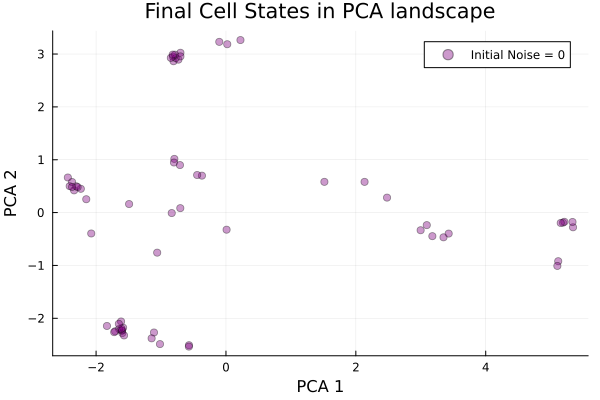 Final Cell States in PCA landscape
Initial Noise = 0
3
2
1
0
−1
−2
PCA 2
−2
0
2
4
PCA 1